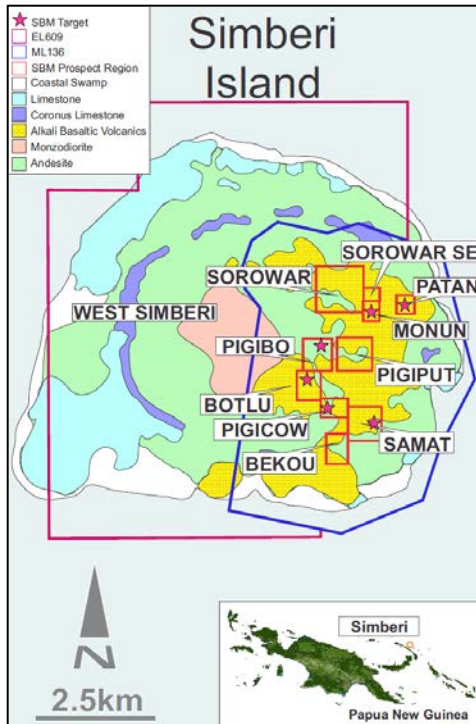 Simberi
Island
SBM Target
EL609
ML136
SBM Prospect Region
Coastal Swamp
Limestone
Coronus Limestone
Alkali Basaltic Volcanics
Monzodiorite
Andesite
SOROWAR SE
SOROWAR
PATAN
WEST SIMBERI
MONUN
PIGIBO
PIGIPUT
BOTLU
PIGICOW
SAMAT
BEKOU
N
2.5km
Simberi
Papua New Guinea